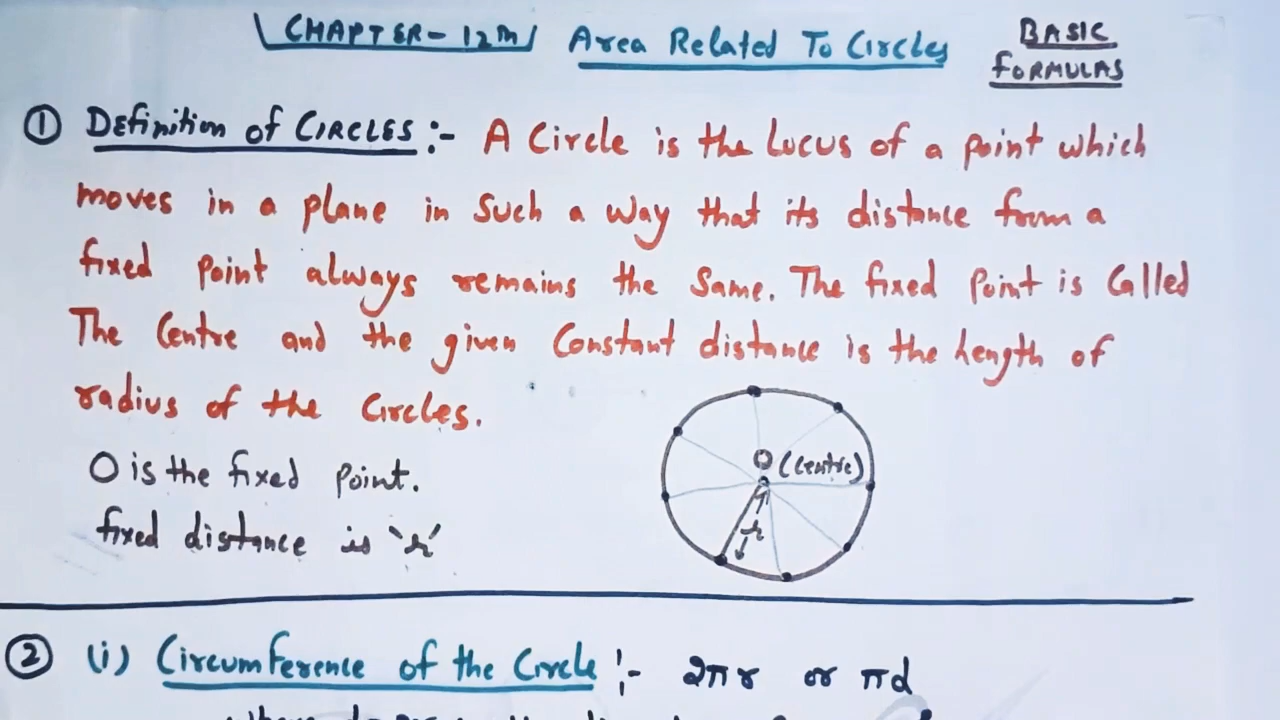 CHAPTER-12th Area Related To Circles BASIC FORMULAS
① Definition of CIRCLES :- A Circle is the Locus of a point which
moves in a plane in Such a way that its distance form a
fixed point always remains the Same. The fixed point is Called
The Centre and the given Constant distance is the length of
radius of the Circles.
O (Centre)
O is the fixed point.
r
fixed distance is 'r'
② (i) Circumference of the Circle :- 2πr or πd